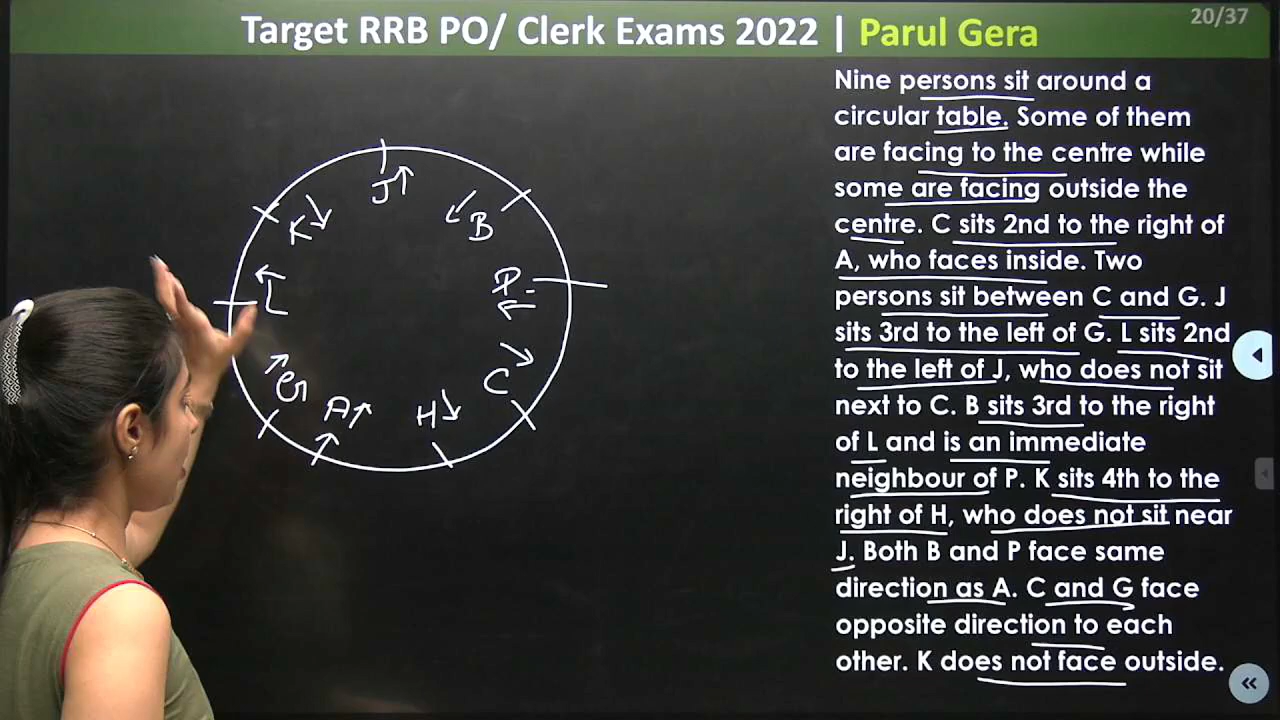 Target RRB PO/ Clerk Exams 2022 | Parul Gera
20/37
Nine persons sit around a
circular table. Some of them
are facing to the centre while
some are facing outside the
centre. C sits 2nd to the right of
A, who faces inside. Two
persons sit between C and G. J
sits 3rd to the left of G. L sits 2nd
to the left of J, who does not sit
next to C. B sits 3rd to the right
of L and is an immediate
neighbour of P. K sits 4th to the
right of H, who does not sit near
J. Both B and P face same
direction as A. C and G face
opposite direction to each
other. K does not face outside.
J
K
B
L
P
G
C
A
H